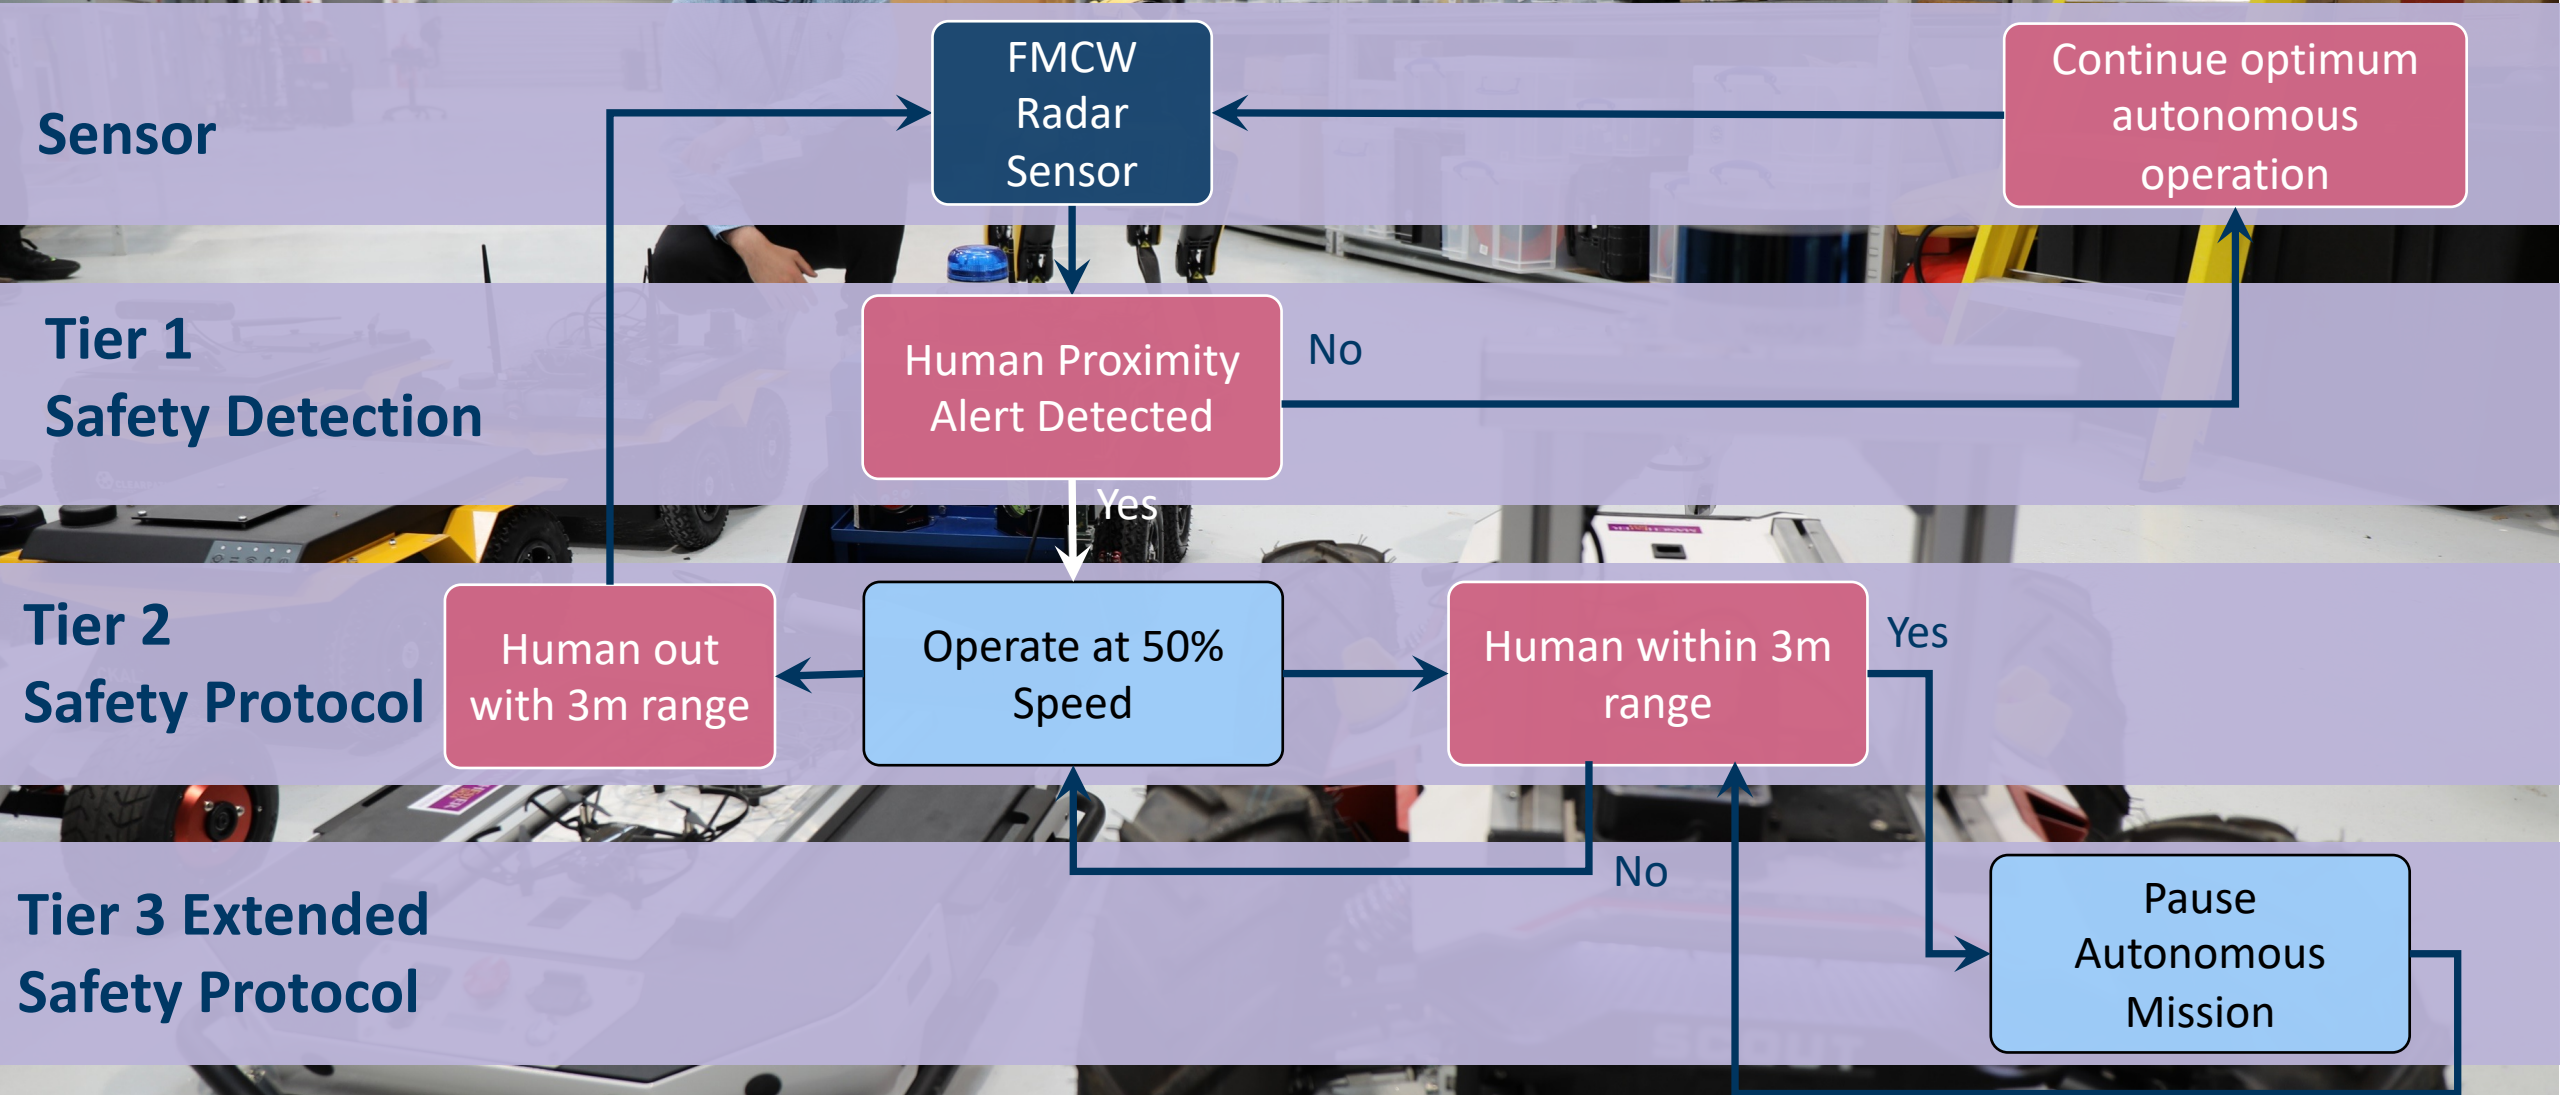 Sensor
FMCW
Radar
Sensor
Continue optimum
autonomous
operation
Tier 1
Safety Detection
Human Proximity
Alert Detected
No
Yes
Tier 2
Safety Protocol
Human out
with 3m range
Operate at 50%
Speed
Human within 3m
range
Yes
No
Tier 3 Extended
Safety Protocol
Pause
Autonomous
Mission
SCOUT